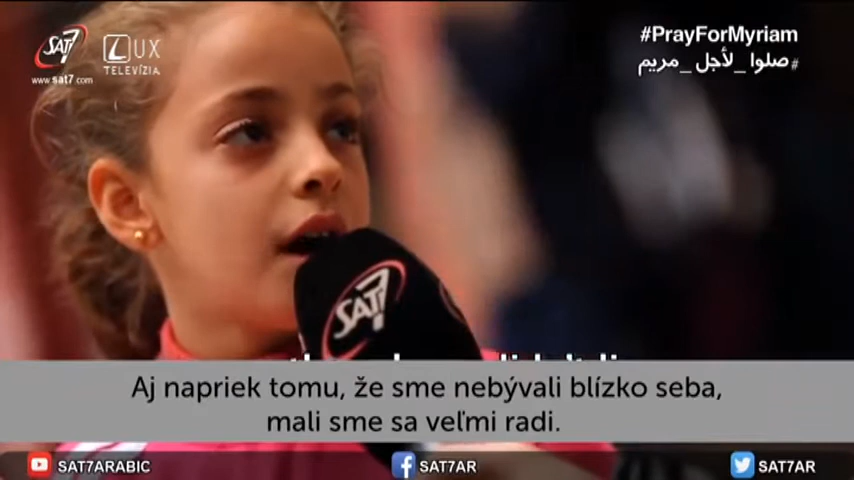 SAT7
www.sat7.com
LUX
TELEVÍZIA
#PrayForMyriam
#صلوا_لأجل_مريم
SAT7
Aj napriek tomu, že sme nebývali blízko seba,
mali sme sa veľmi radi.
SAT7ARABIC
SAT7AR
SAT7AR